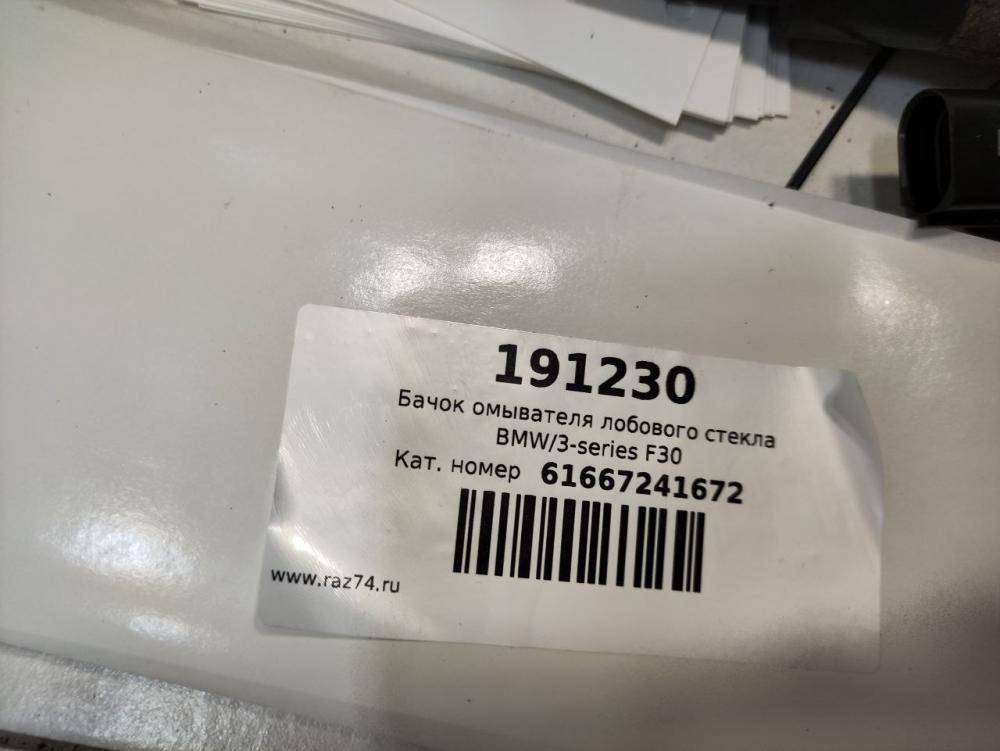 191230
Бачок омывателя лобового стекла
BMW/3-series F30
Кат. номер 61667241672
www.raz74.ru